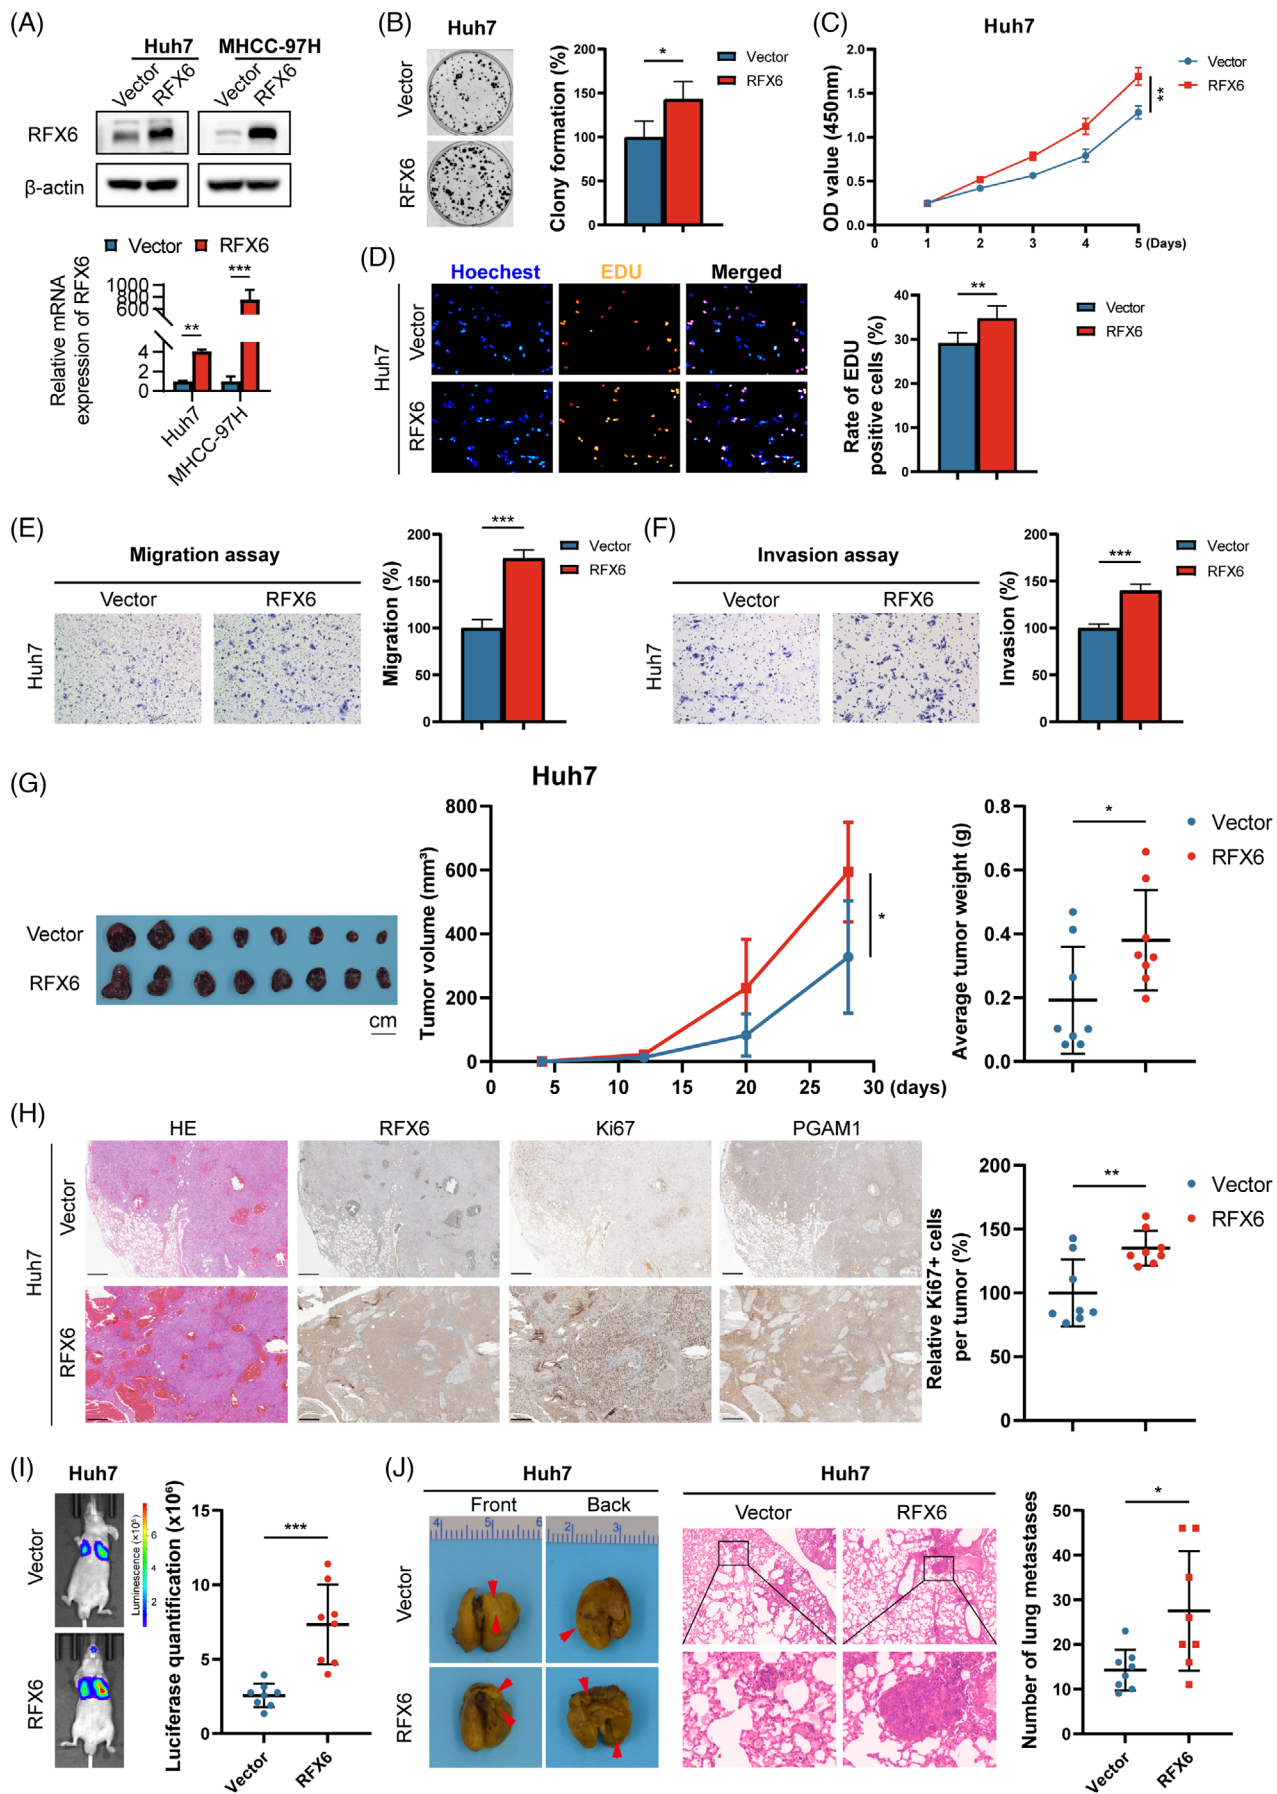 (A)
Huh7 MHCC-97H
Vector RFX6 Vector RFX6
RFX6
β-actin
Vector RFX6
Relative mRNA
expression of RFX6
1000
800
600
4
2
0
** ***
Huh7
MHCC-97H
(B)
Huh7
Vector
RFX6
Clony formation (%)
200
150
100
50
0
*
Vector
RFX6
(C)
Huh7
OD value (450nm)
2.0
1.5
1.0
0.5
0.0
0 1 2 3 4 5 (Days)
**
Vector
RFX6
(D)
Hoechest EDU Merged
Huh7
Vector
RFX6
Rate of EDU
positive cells (%)
40
30
20
10
0
**
Vector
RFX6
(E)
Migration assay
Vector RFX6
Huh7
Migration (%)
200
150
100
50
0
***
Vector
RFX6
(F)
Invasion assay
Vector RFX6
Huh7
Invasion (%)
200
150
100
50
0
***
Vector
RFX6
(G)
Huh7
Vector
RFX6
cm
Tumor volume (mm³)
800
600
400
200
0
0 5 10 15 20 25 30 (days)
*
Average tumor weight (g)
0.8
0.6
0.4
0.2
0.0
*
Vector
RFX6
(H)
HE RFX6 Ki67 PGAM1
Huh7
Vector
RFX6
Relative Ki67+ cells
per tumor (%)
200
150
100
50
0
**
Vector
RFX6
(I)
Huh7
Vector
RFX6
Luminescence (×10⁵)
6
4
2
Luciferase quantification (x10⁶)
15
10
5
0
***
Vector RFX6
(J)
Huh7
Front Back
4 5 6 2 3
Vector
RFX6
Huh7
Vector RFX6
Number of lung metastases
50
40
30
20
10
0
*
Vector RFX6